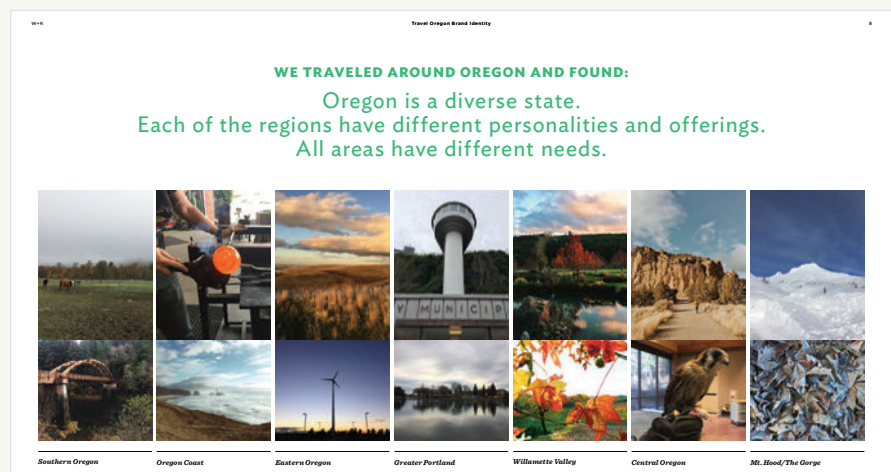 W+K
Travel Oregon Brand Identity
8
WE TRAVELED AROUND OREGON AND FOUND:
Oregon is a diverse state.
Each of the regions have different personalities and offerings.
All areas have different needs.
Y MUNICIP
Southern Oregon
Oregon Coast
Eastern Oregon
Greater Portland
Willamette Valley
Central Oregon
Mt. Hood/The Gorge